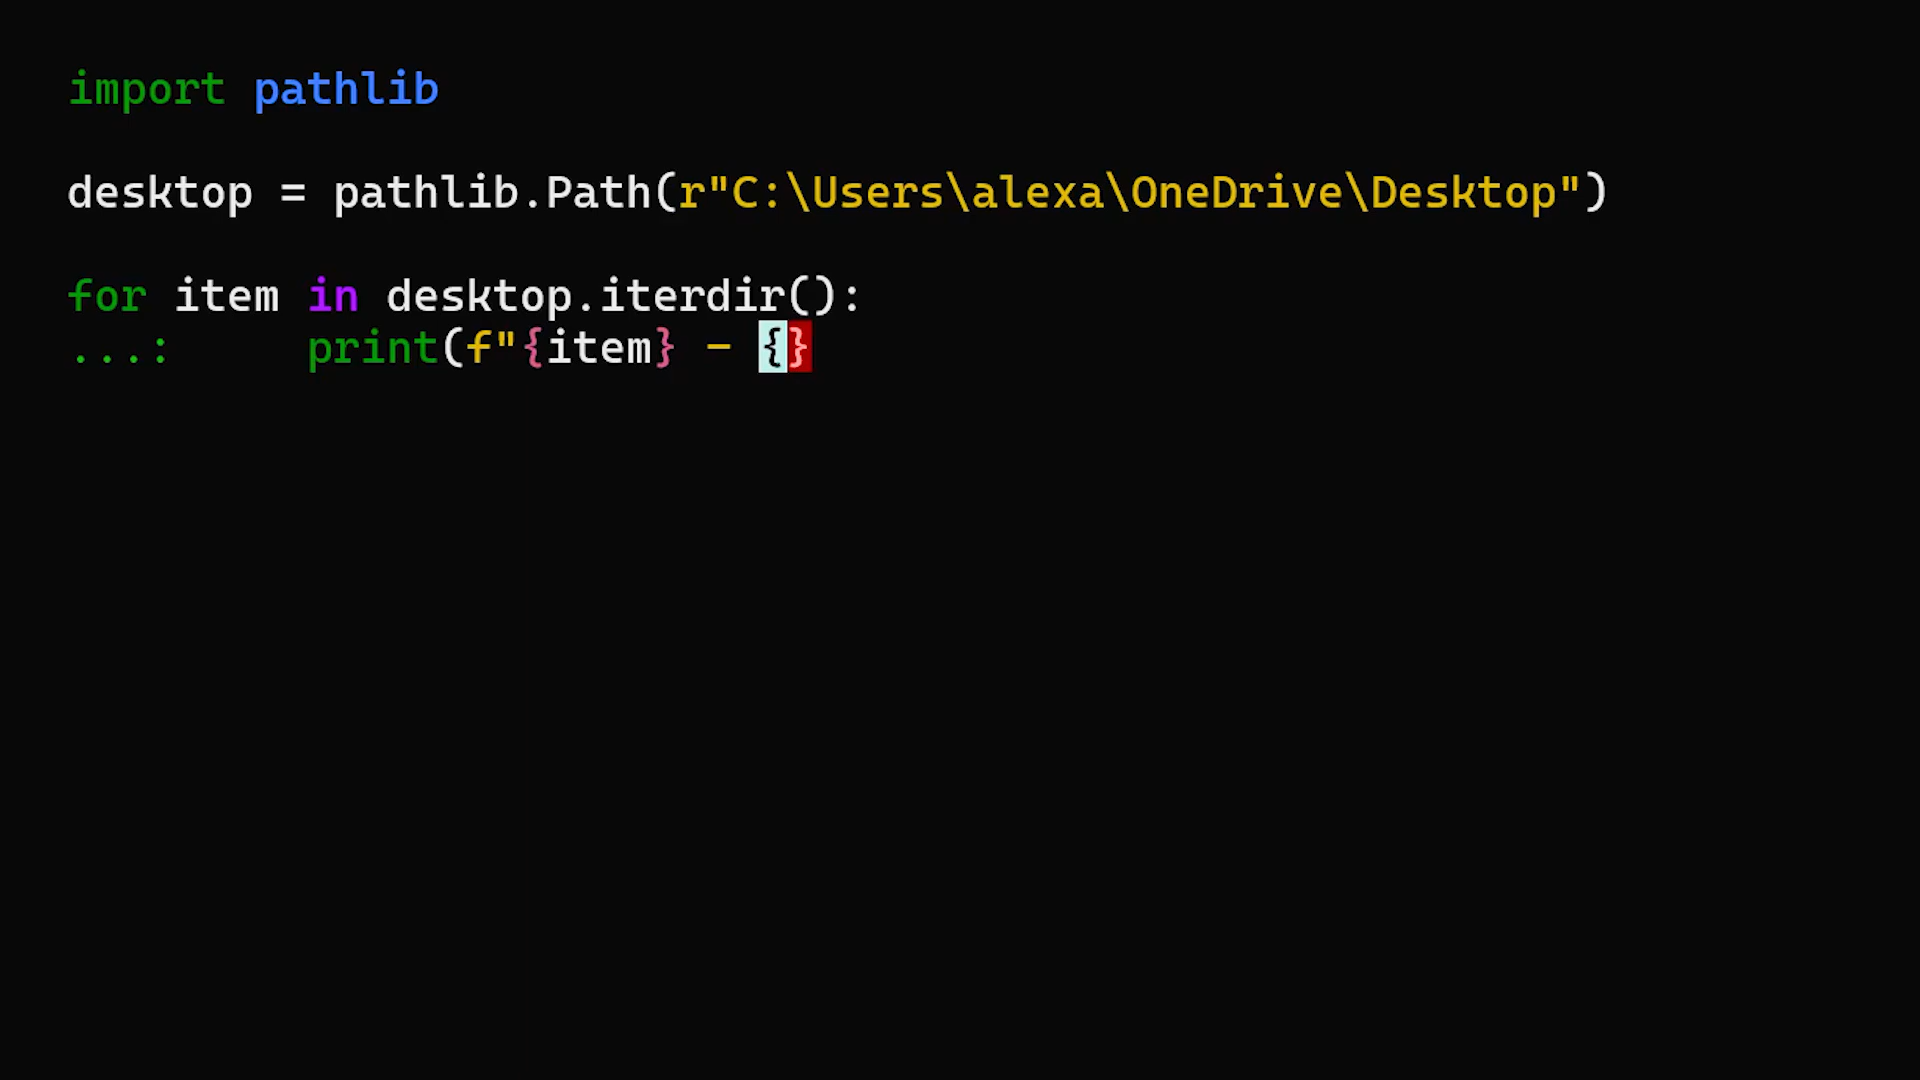 import pathlib
desktop = pathlib.Path(r"C:\Users\alexa\OneDrive\Desktop")
for item in desktop.iterdir():
...:     print(f"{item} - {}